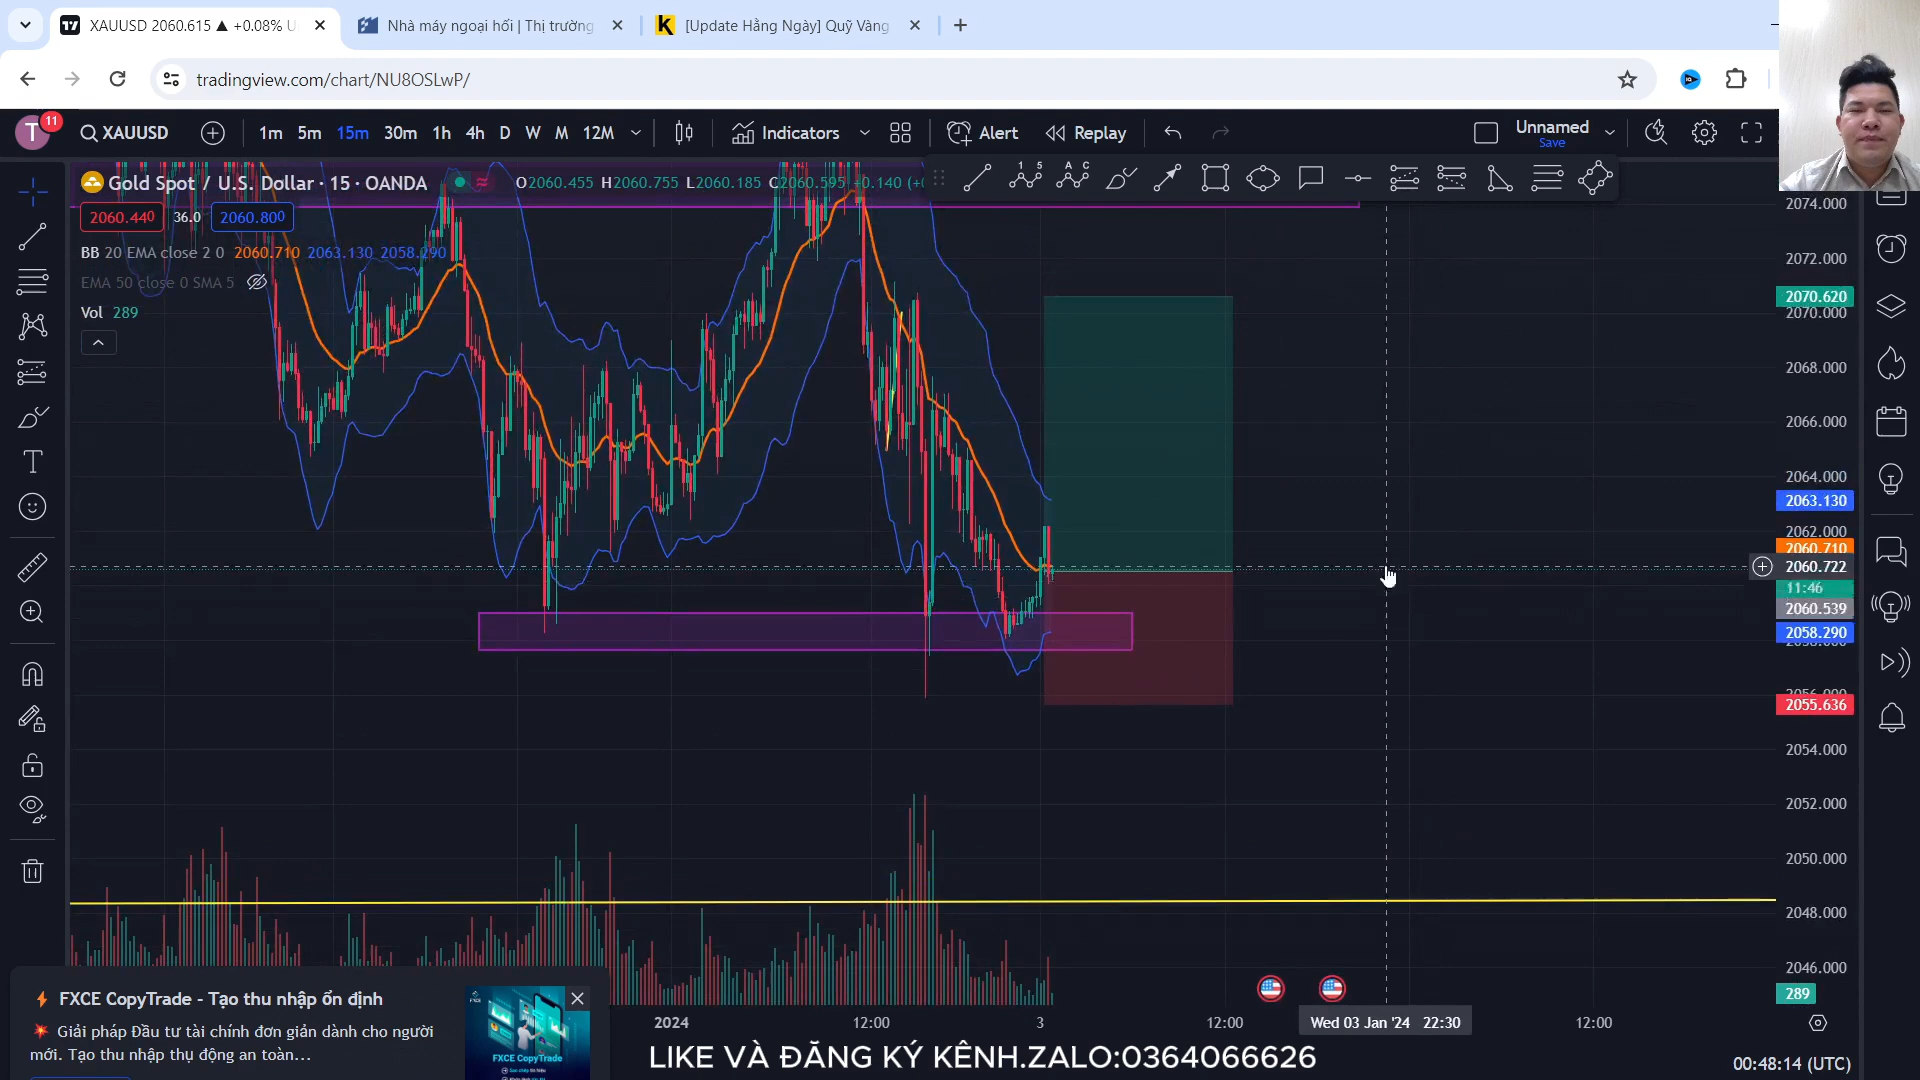 XAUUSD 2060.615 ▲ +0.08% U
Nhà máy ngoại hối | Thị trường
K
[Update Hằng Ngày] Quỹ Vàng
tradingview.com/chart/NU8OSLwP/
T
11
XAUUSD
1m 5m 15m 30m 1h 4h D W M 12M
Indicators
Alert
Replay
Unnamed
Save
Gold Spot / U.S. Dollar · 15 · OANDA
O2060.455 H2060.755 L2060.185 C2060.595 +0.140 (+0
2060.440 36.0 2060.800
BB 20 EMA close 2 0 2060.710 2063.130 2058.290
EMA 50 close 0 SMA 5
Vol 289
2074.000
2072.000
2070.620
2070.000
2068.000
2066.000
2064.000
2063.130
2062.000
2060.710
2060.722
11:46
2060.539
2058.290
2055.636
2054.000
2052.000
2050.000
2048.000
2046.000
289
2024 12:00 3 12:00 Wed 03 Jan '24 22:30 12:00
FXCE CopyTrade - Tạo thu nhập ổn định
Giải pháp Đầu tư tài chính đơn giản dành cho người
mới. Tạo thu nhập thụ động an toàn...
FXCE CopyTrade
LIKE VÀ ĐĂNG KÝ KÊNH.ZALO:0364066626
00:48:14 (UTC)